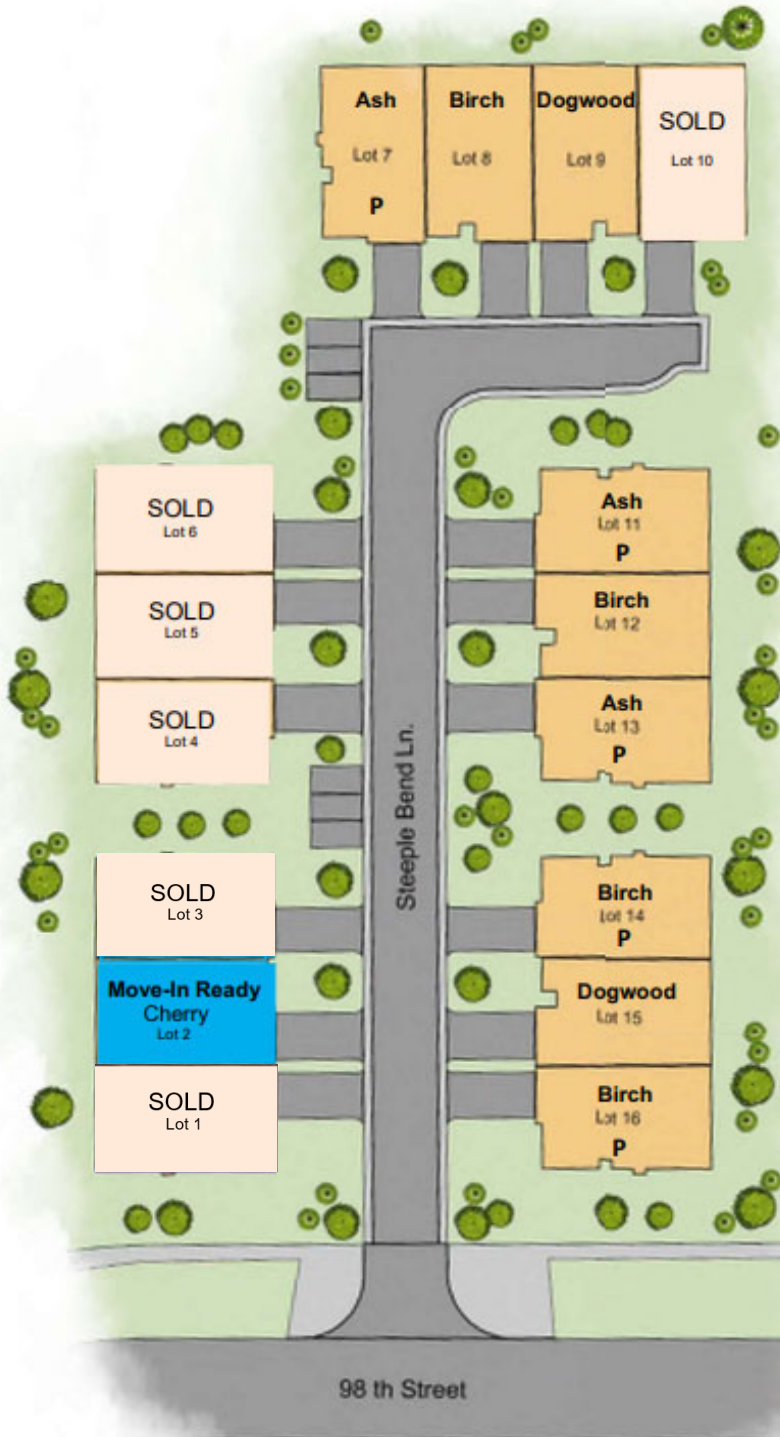 Ash
Lot 7
P
Birch
Lot 8
Dogwood
Lot 9
SOLD
Lot 10
SOLD
Lot 6
SOLD
Lot 5
SOLD
Lot 4
Ash
Lot 11
P
Birch
Lot 12
Ash
Lot 13
P
Steeple Bend Ln.
SOLD
Lot 3
Move-In Ready
Cherry
Lot 2
SOLD
Lot 1
Birch
Lot 14
P
Dogwood
Lot 15
Birch
Lot 16
P
98 th Street